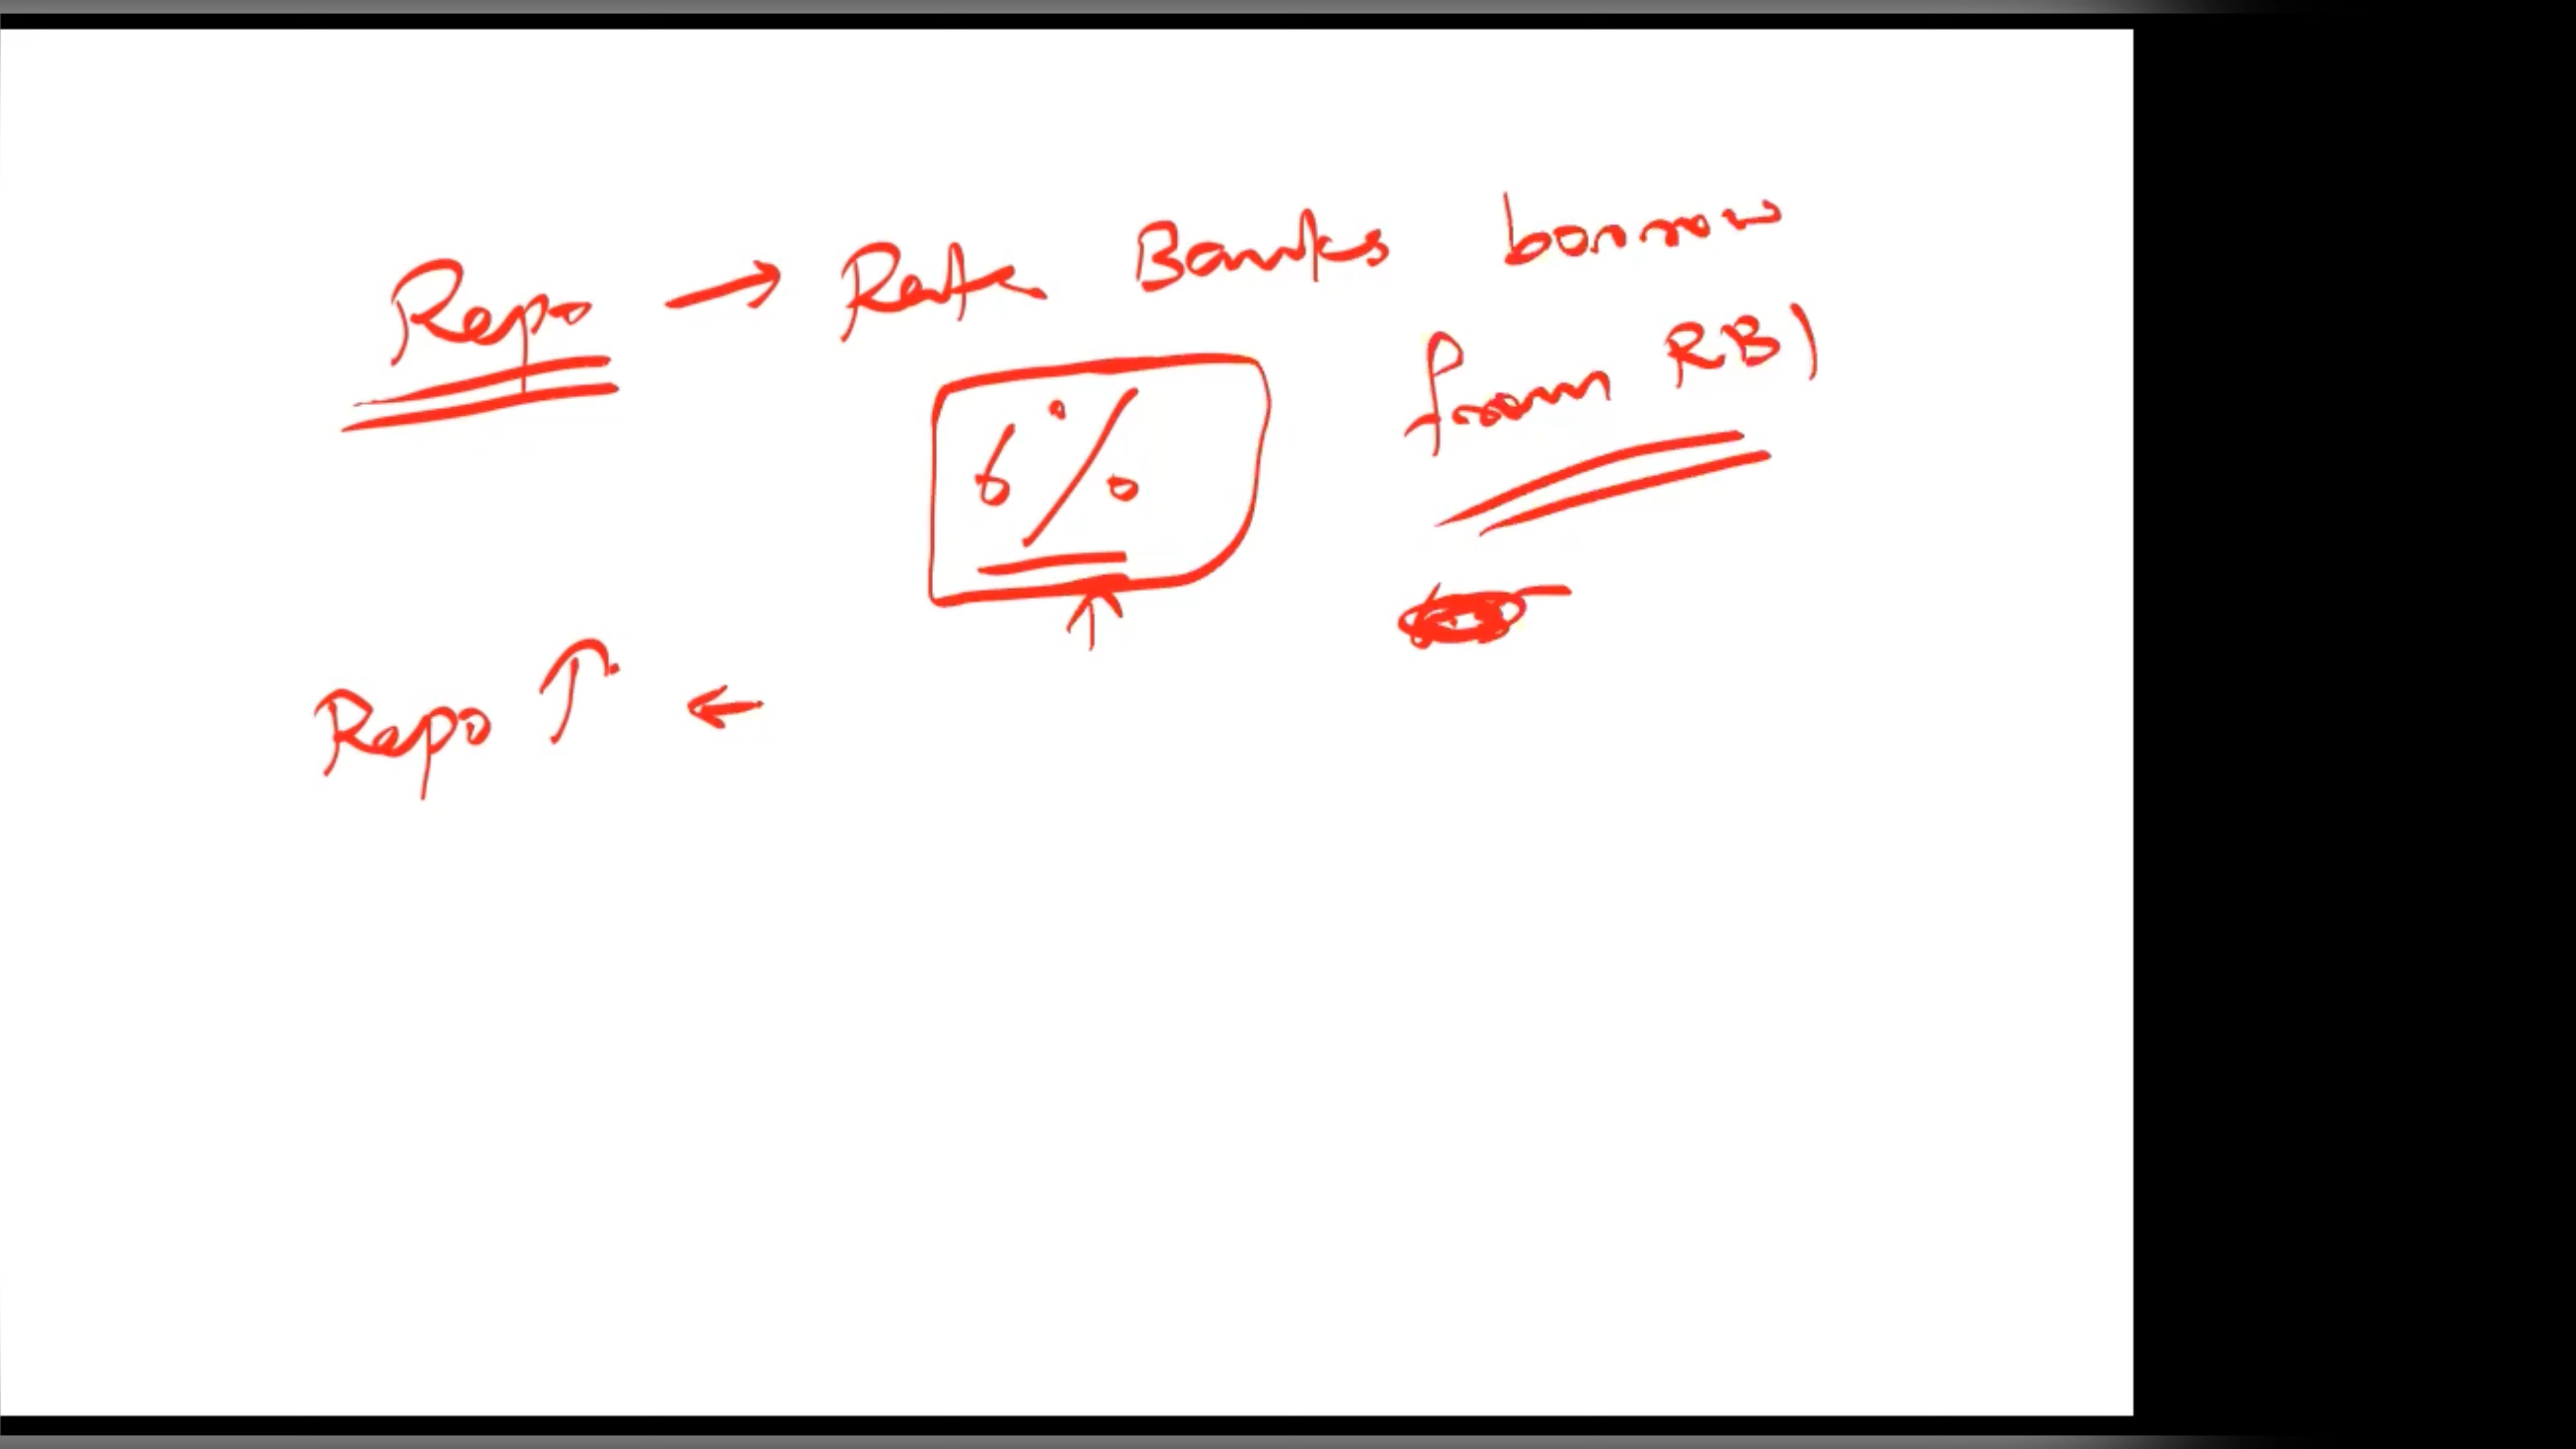 Repo → Rate Banks borrow
from RBI
6%
↑
Repo ↑ ←